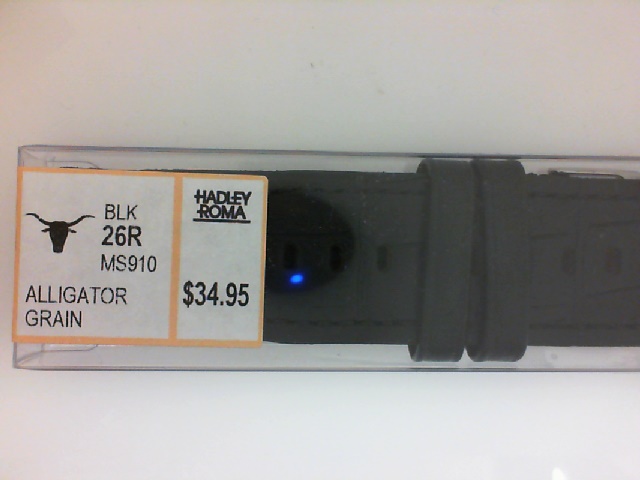 BLK
26R
MS910
ALLIGATOR
GRAIN
HADLEY
ROMA
$34.95